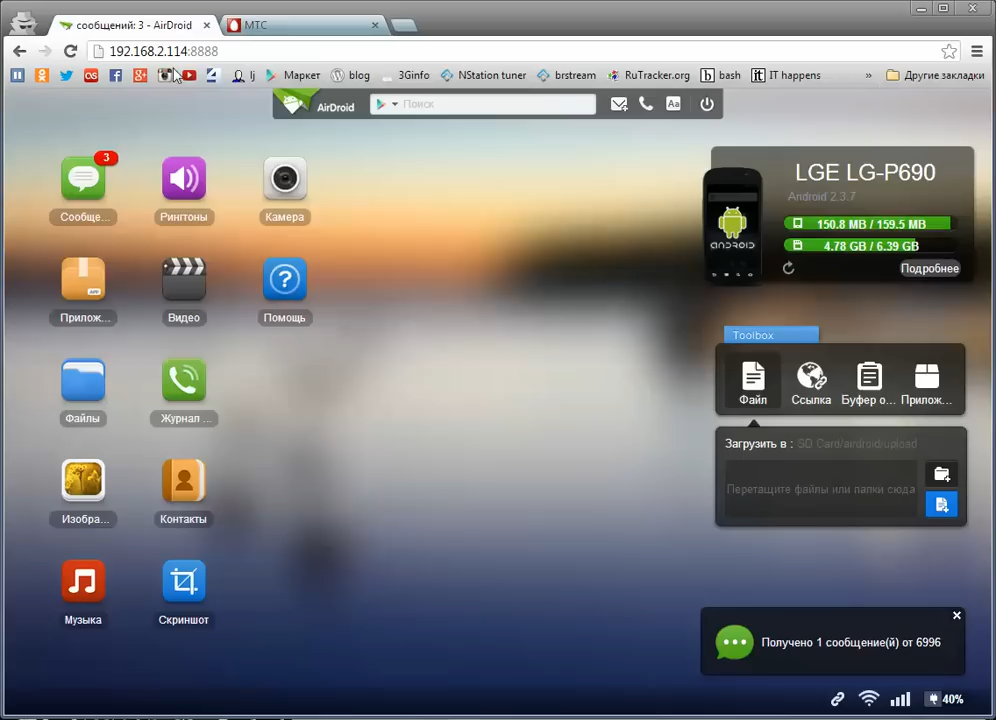 сообщений: 3 - AirDroid
МТС
192.168.2.114:8888
lj
Маркет
blog
3Ginfo
NStation tuner
brstream
RuTracker.org
bash
IT happens
»
Другие закладки
AirDroid
Поиск
Aa
3
Сообще...
Рингтоны
Камера
LGE LG-P690
Android 2.3.7
150.8 MB / 159.5 MB
4.78 GB / 6.39 GB
Подробнее
ANDROID
Прилож...
APP
Видео
Помощь
Toolbox
Файл
Ссылка
Буфер о...
Прилож...
Файлы
Журнал ...
Загрузить в : SD Card/airdroid/upload
Перетащите файлы или папки сюда
Изобра...
Контакты
Музыка
Скриншот
Получено 1 сообщение(й) от 6996
40%